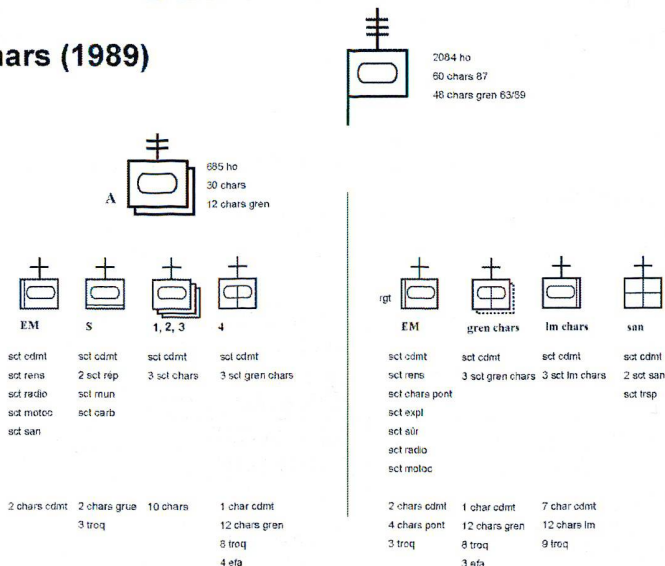 hars (1989)
2084 ho
60 chars 87
48 chars gren 63/89
685 ho
30 chars
12 chars gren
A
rgt
EM
S
1, 2, 3
4
EM
gren chars
lm chars
san
sct cdmt
sct rens
sct radio
sct motoc
sct san
sct cdmt
2 sct rép
sct mun
sct carb
sct cdmt
3 sct chars
sct cdmt
3 sct gren chars
sct cdmt
sct rens
sct chars pont
sct expl
sct sûr
sct radio
sct motoc
sct cdmt
3 sct gren chars
sct cdmt
3 sct lm chars
sct cdmt
2 sct san
sct trsp
2 chars cdmt
2 chars grue
3 troq
10 chars
1 char cdmt
12 chars gren
8 troq
4 efa
2 chars cdmt
4 chars pont
3 troq
1 char cdmt
12 chars gren
8 troq
3 efa
7 char cdmt
12 chars lm
9 troq